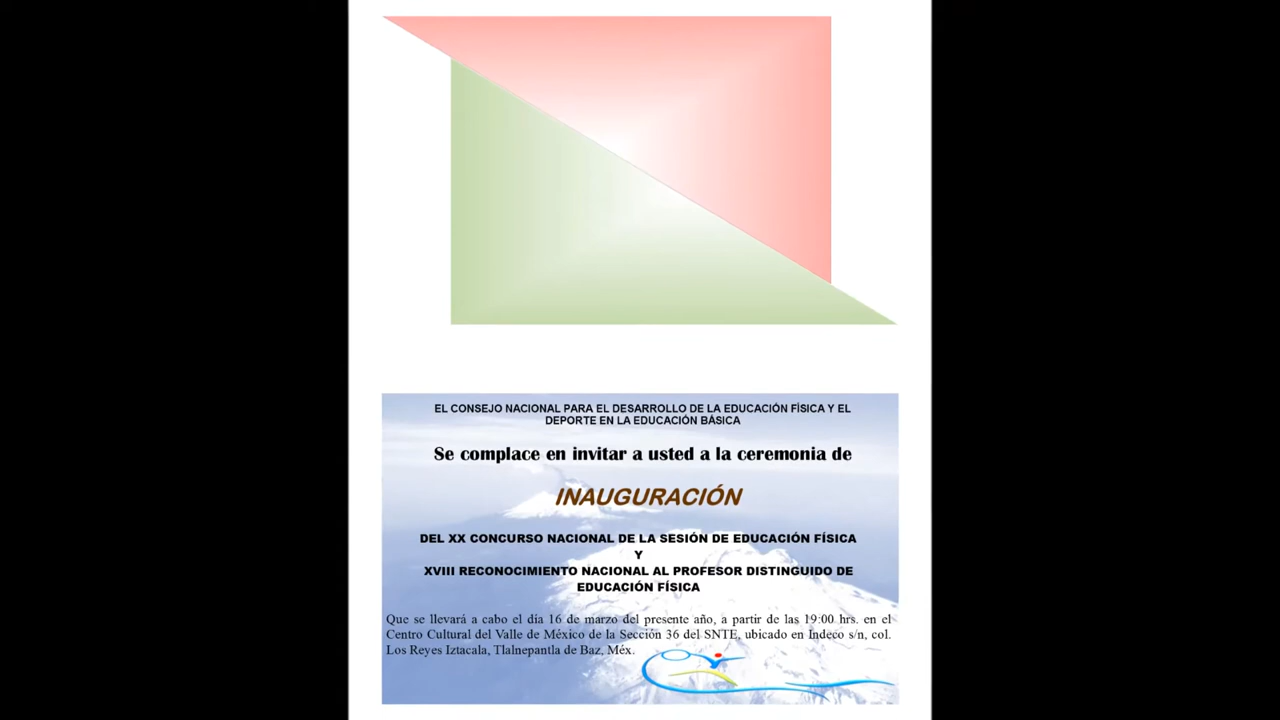 EL CONSEJO NACIONAL PARA EL DESARROLLO DE LA EDUCACIÓN FÍSICA Y EL
DEPORTE EN LA EDUCACIÓN BÁSICA
Se complace en invitar a usted a la ceremonia de
INAUGURACIÓN
DEL XX CONCURSO NACIONAL DE LA SESIÓN DE EDUCACIÓN FÍSICA
Y
XVIII RECONOCIMIENTO NACIONAL AL PROFESOR DISTINGUIDO DE
EDUCACIÓN FÍSICA
Que se llevará a cabo el día 16 de marzo del presente año, a partir de las 19:00 hrs. en el
Centro Cultural del Valle de México de la Sección 36 del SNTE, ubicado en Indeco s/n, col.
Los Reyes Iztacala, Tlalnepantla de Baz, Méx.